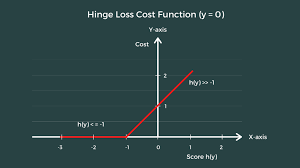 Hinge Loss Cost Function (y = 0)
Y-axis
Cost
2
h(y) >> -1
1
h(y) < = -1
X-axis
-3 -2 -1 0 1 2
Score h(y)